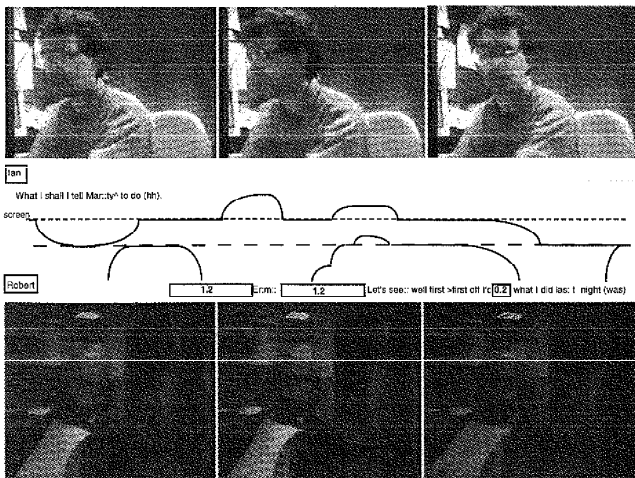 Ian
What I shall I tell Mar::ty^ to do (hh).
screen
Robert
1.2 Er:m:: 1.2 Let's see:: well first >first off I'd 0.2 what I did las: t night (was)